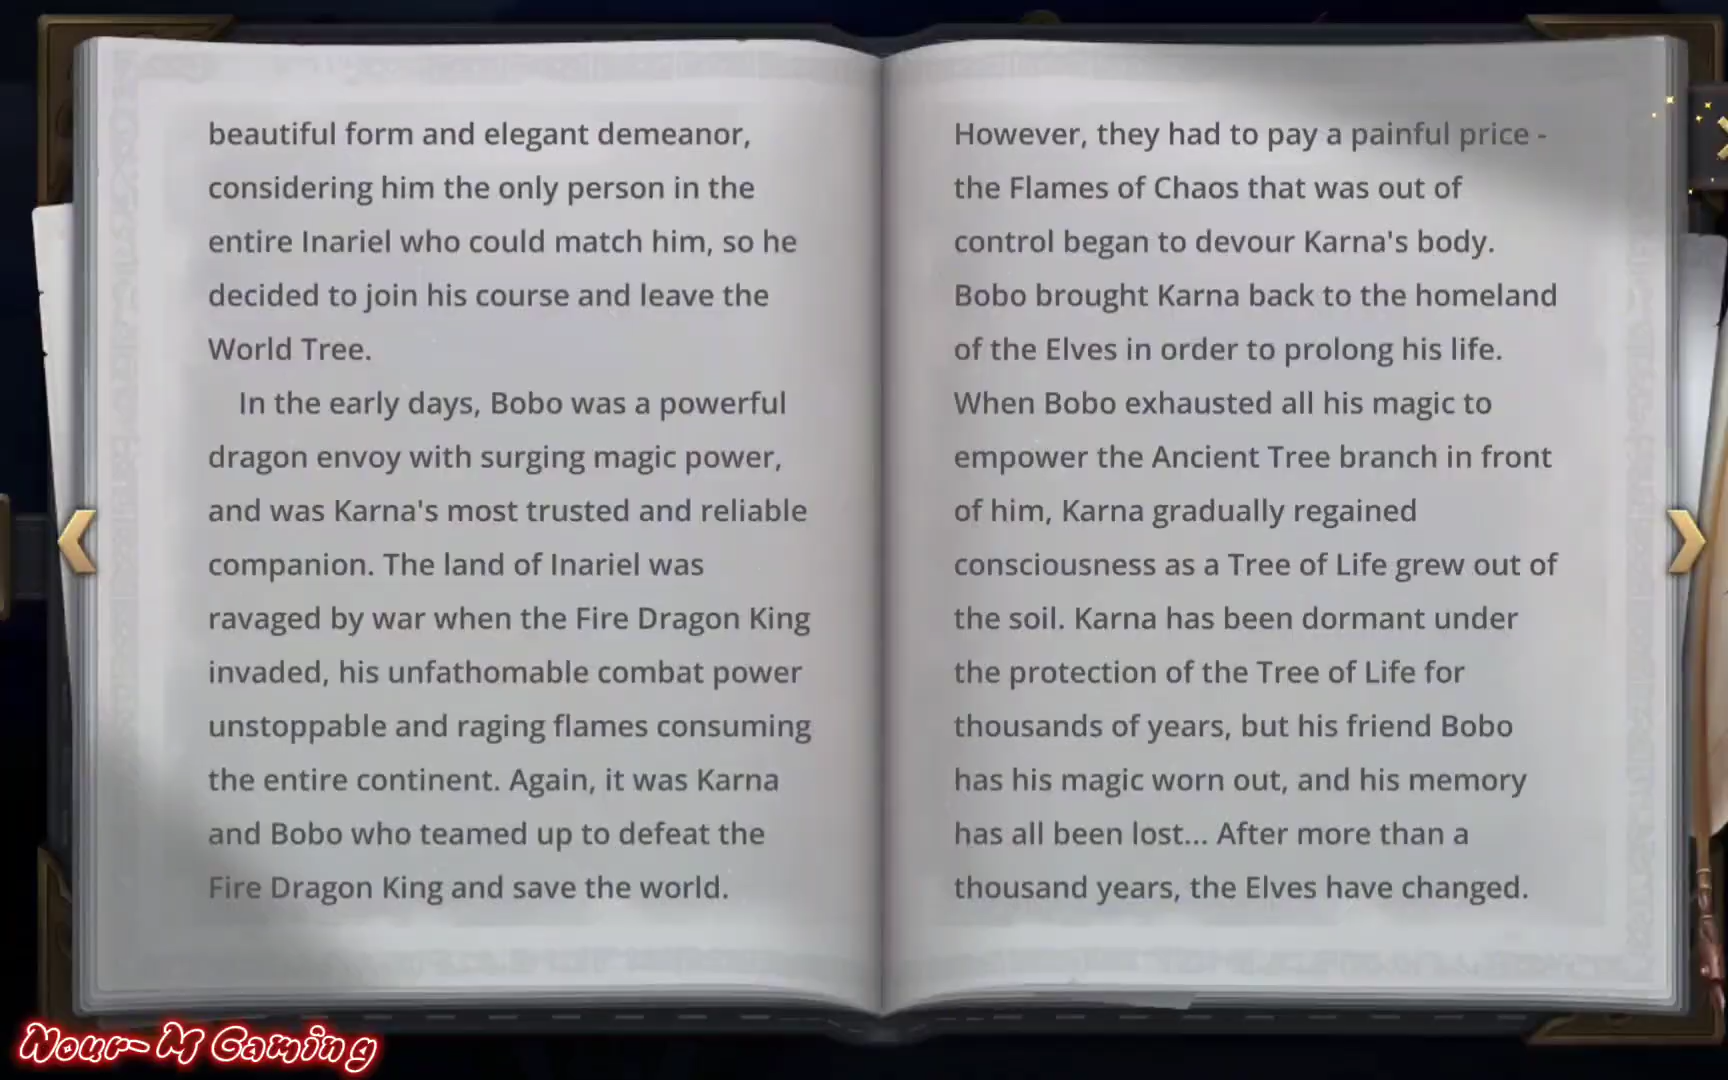 beautiful form and elegant demeanor,
considering him the only person in the
entire Inariel who could match him, so he
decided to join his course and leave the
World Tree.
In the early days, Bobo was a powerful
dragon envoy with surging magic power,
and was Karna's most trusted and reliable
companion. The land of Inariel was
ravaged by war when the Fire Dragon King
invaded, his unfathomable combat power
unstoppable and raging flames consuming
the entire continent. Again, it was Karna
and Bobo who teamed up to defeat the
Fire Dragon King and save the world.
However, they had to pay a painful price -
the Flames of Chaos that was out of
control began to devour Karna's body.
Bobo brought Karna back to the homeland
of the Elves in order to prolong his life.
When Bobo exhausted all his magic to
empower the Ancient Tree branch in front
of him, Karna gradually regained
consciousness as a Tree of Life grew out of
the soil. Karna has been dormant under
the protection of the Tree of Life for
thousands of years, but his friend Bobo
has his magic worn out, and his memory
has all been lost... After more than a
thousand years, the Elves have changed.
Nour-M Gaming